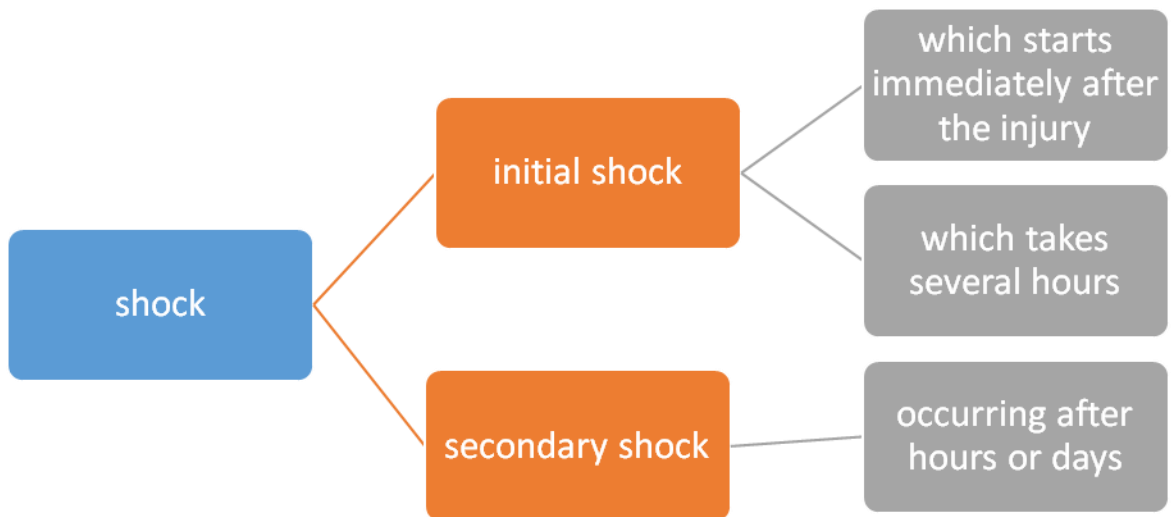 shock
initial shock
which starts
immediately after
the injury
which takes
several hours
secondary shock
occurring after
hours or days